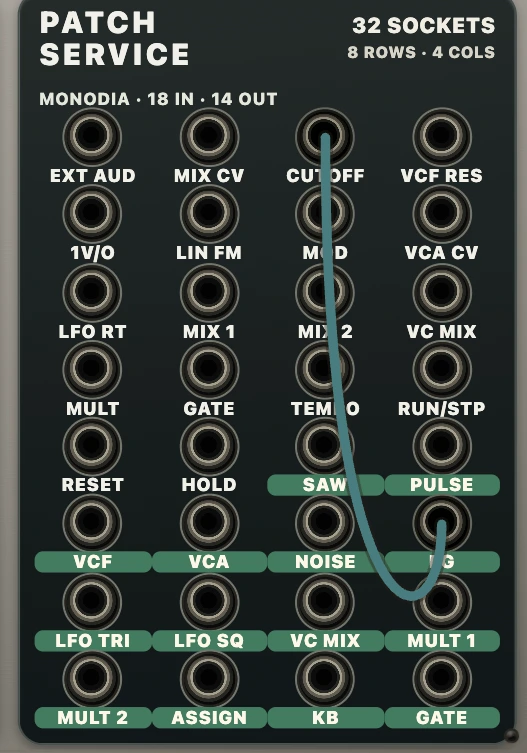 PATCH
SERVICE
32 SOCKETS
8 ROWS · 4 COLS
MONODIA · 18 IN · 14 OUT
EXT AUD MIX CV CUTOFF VCF RES
1V/O LIN FM MOD VCA CV
LFO RT MIX 1 MIX 2 VC MIX
MULT GATE TEMPO RUN/STP
RESET HOLD SAW PULSE
VCF VCA NOISE EG
LFO TRI LFO SQ VC MIX MULT 1
MULT 2 ASSIGN KB GATE